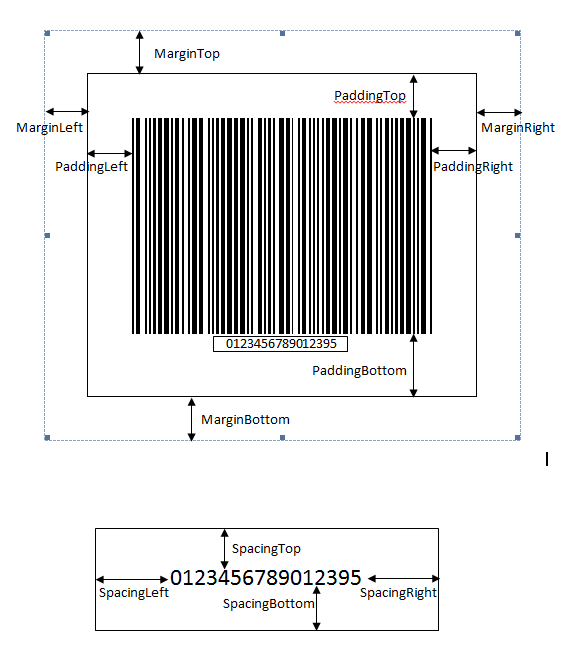 MarginTop
PaddingTop
MarginLeft
MarginRight
PaddingLeft
PaddingRight
0123456789012395
PaddingBottom
MarginBottom
SpacingTop
0123456789012395
SpacingLeft
SpacingRight
SpacingBottom